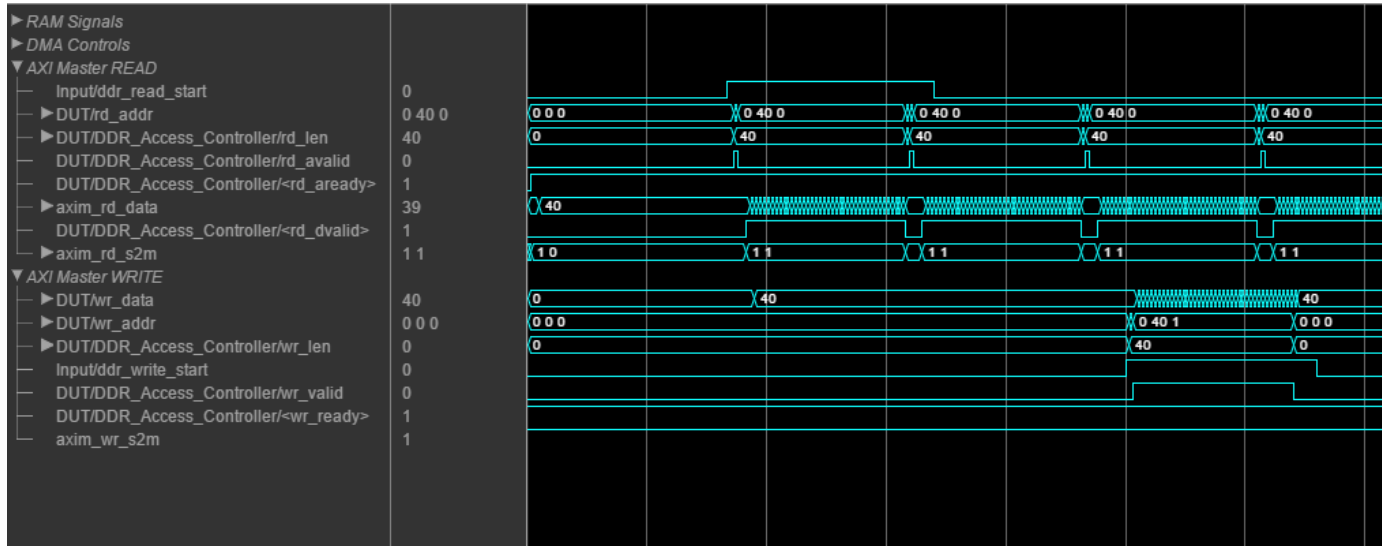 RAM Signals
DMA Controls
AXI Master READ
Input/ddr_read_start 0
DUT/rd_addr 0 40 0 0 0 0 0 40 0 0 40 0 0 40 0 0 40 0
DUT/DDR_Access_Controller/rd_len 40 0 40 40 40 40
DUT/DDR_Access_Controller/rd_avalid 0
DUT/DDR_Access_Controller/<rd_aready> 1
axim_rd_data 39 40
DUT/DDR_Access_Controller/<rd_dvalid> 1
axim_rd_s2m 1 1 1 0 1 1 1 1 1 1 1 1
AXI Master WRITE
DUT/wr_data 40 0 40 40
DUT/wr_addr 0 0 0 0 0 0 0 40 1 0 0 0
DUT/DDR_Access_Controller/wr_len 0 0 40 0
Input/ddr_write_start 0
DUT/DDR_Access_Controller/wr_valid 0
DUT/DDR_Access_Controller/<wr_ready> 1
axim_wr_s2m 1